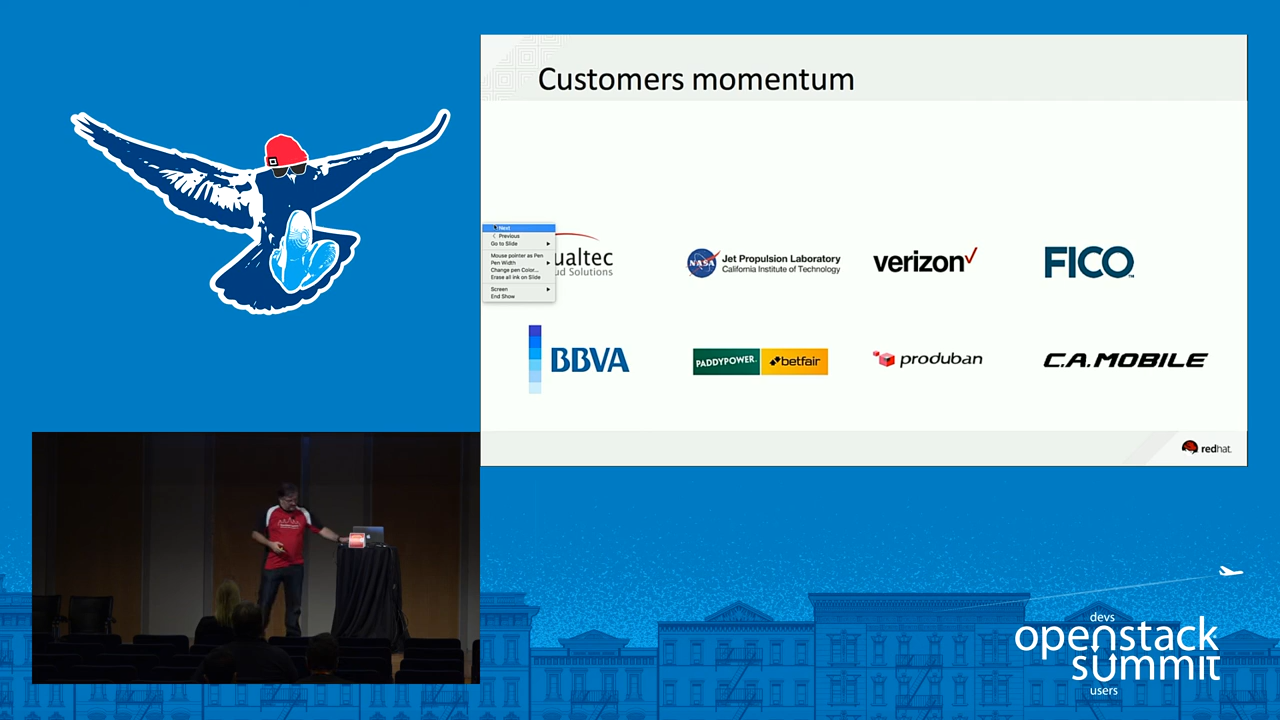 Customers momentum
Next
Previous
Go to Slide
Mouse pointer as Pen
Pen Width
Change pen Color...
Erase all ink on Slide
Screen
End Show
ualtec
ud Solutions
NASA
Jet Propulsion Laboratory
California Institute of Technology
verizon✓
FICO™
BBVA
PADDYPOWER.
betfair
produban
C.A.MOBILE
redhat.
devs
openstack
summit
users